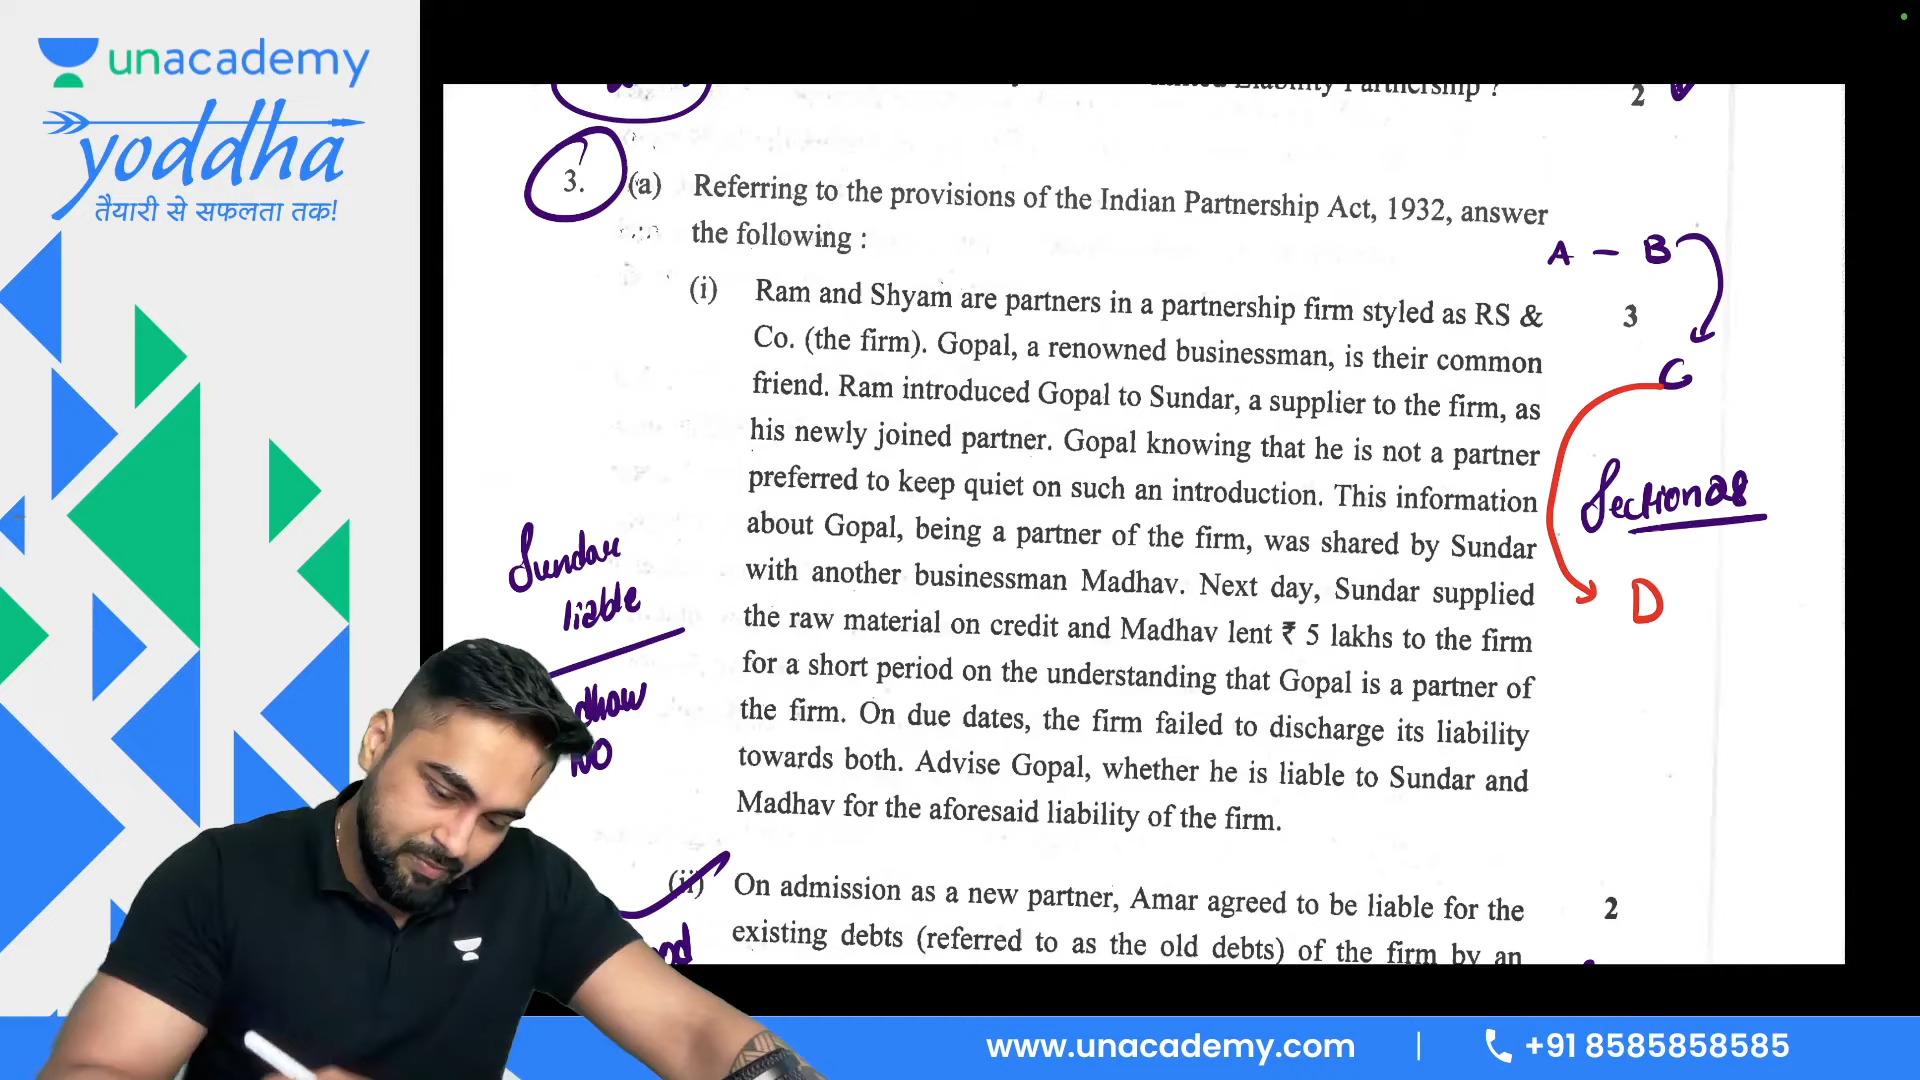 unacademy
yoddha
तैयारी से सफलता तक!
Liability Partnership ?
2
3. (a) Referring to the provisions of the Indian Partnership Act, 1932, answer
the following :
A - B
(i) Ram and Shyam are partners in a partnership firm styled as RS & 3
Co. (the firm). Gopal, a renowned businessman, is their common
C
friend. Ram introduced Gopal to Sundar, a supplier to the firm, as
his newly joined partner. Gopal knowing that he is not a partner
preferred to keep quiet on such an introduction. This information
Section 28
about Gopal, being a partner of the firm, was shared by Sundar
with another businessman Madhav. Next day, Sundar supplied
D
the raw material on credit and Madhav lent ₹ 5 lakhs to the firm
for a short period on the understanding that Gopal is a partner of
the firm. On due dates, the firm failed to discharge its liability
towards both. Advise Gopal, whether he is liable to Sundar and
Madhav for the aforesaid liability of the firm.
Sundar
liable
NO
(ii) On admission as a new partner, Amar agreed to be liable for the 2
existing debts (referred to as the old debts) of the firm by an
www.unacademy.com | +91 8585858585